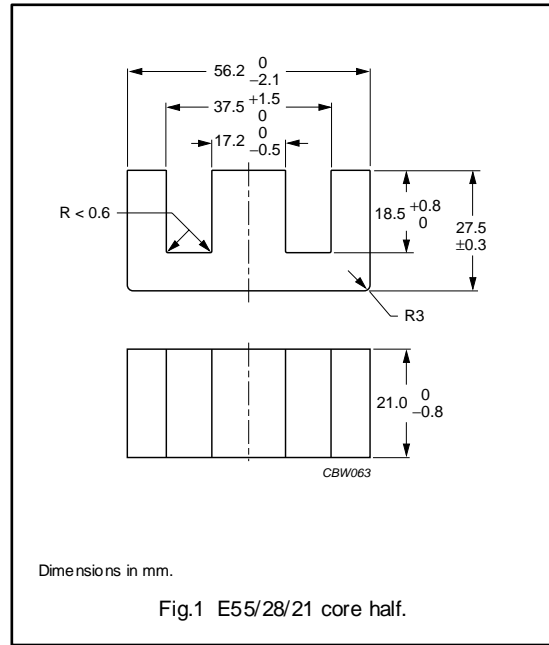 56.2 0 −2.1
37.5 +1.5 0
17.2 0 −0.5
R < 0.6
18.5 +0.8 0
27.5 ±0.3
R3
21.0 0 −0.8
CBW063
Dimensions in mm.
Fig.1 E55/28/21 core half.